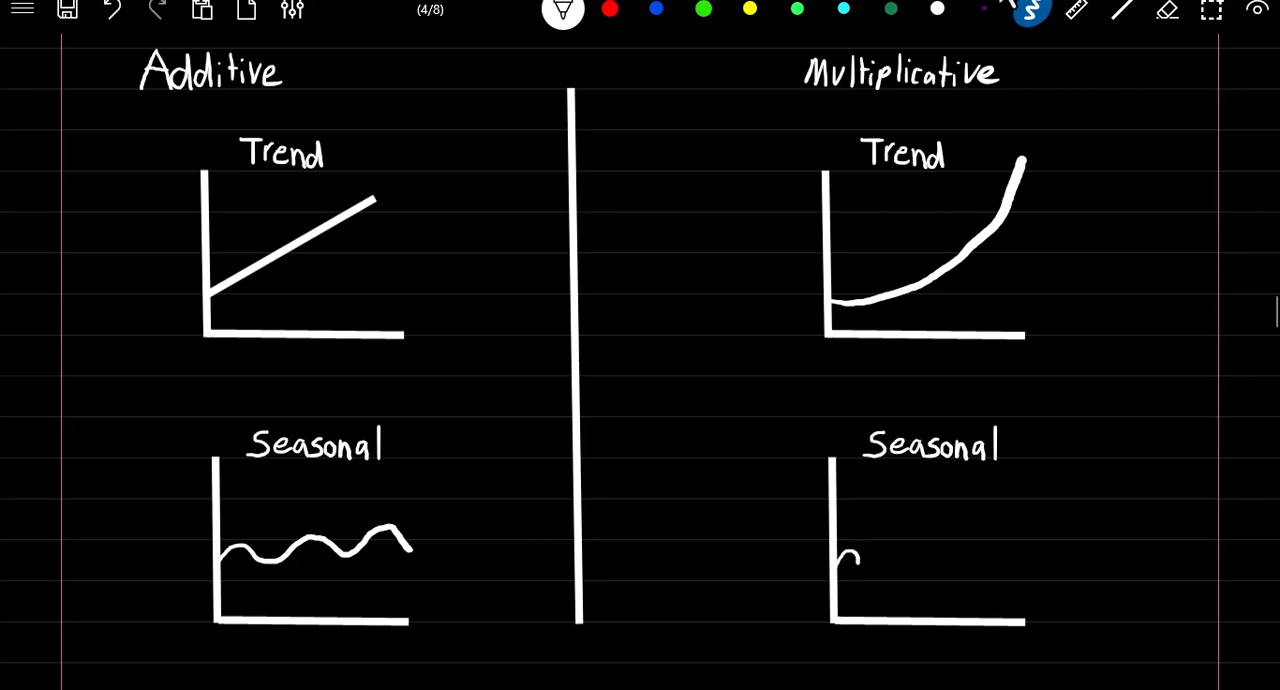 (4/8)
Additive
Multiplicative
Trend
Trend
Seasonal
Seasonal